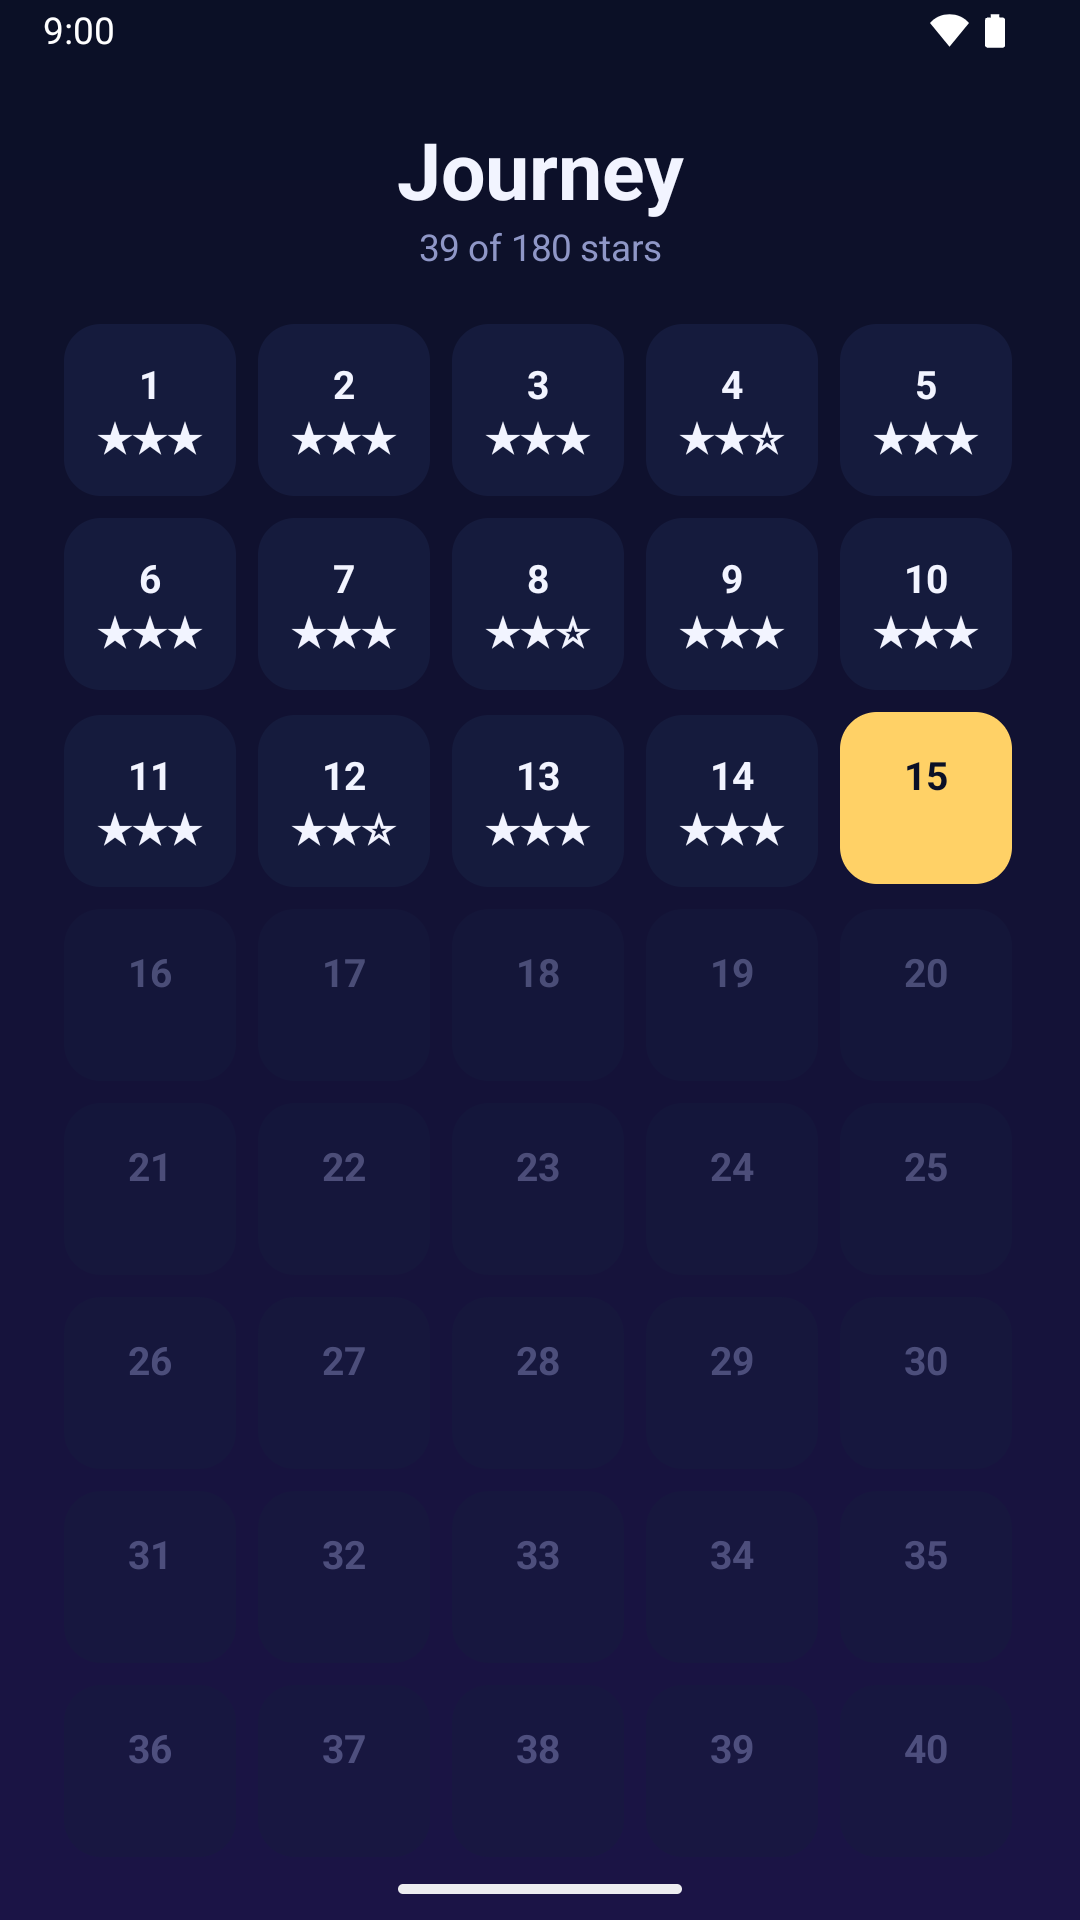 9:00
Journey
39 of 180 stars
1 2 3 4 5
★★★ ★★★ ★★★ ★★☆ ★★★
6 7 8 9 10
★★★ ★★★ ★★☆ ★★★ ★★★
11 12 13 14 15
★★★ ★★☆ ★★★ ★★★
16 17 18 19 20
21 22 23 24 25
26 27 28 29 30
31 32 33 34 35
36 37 38 39 40